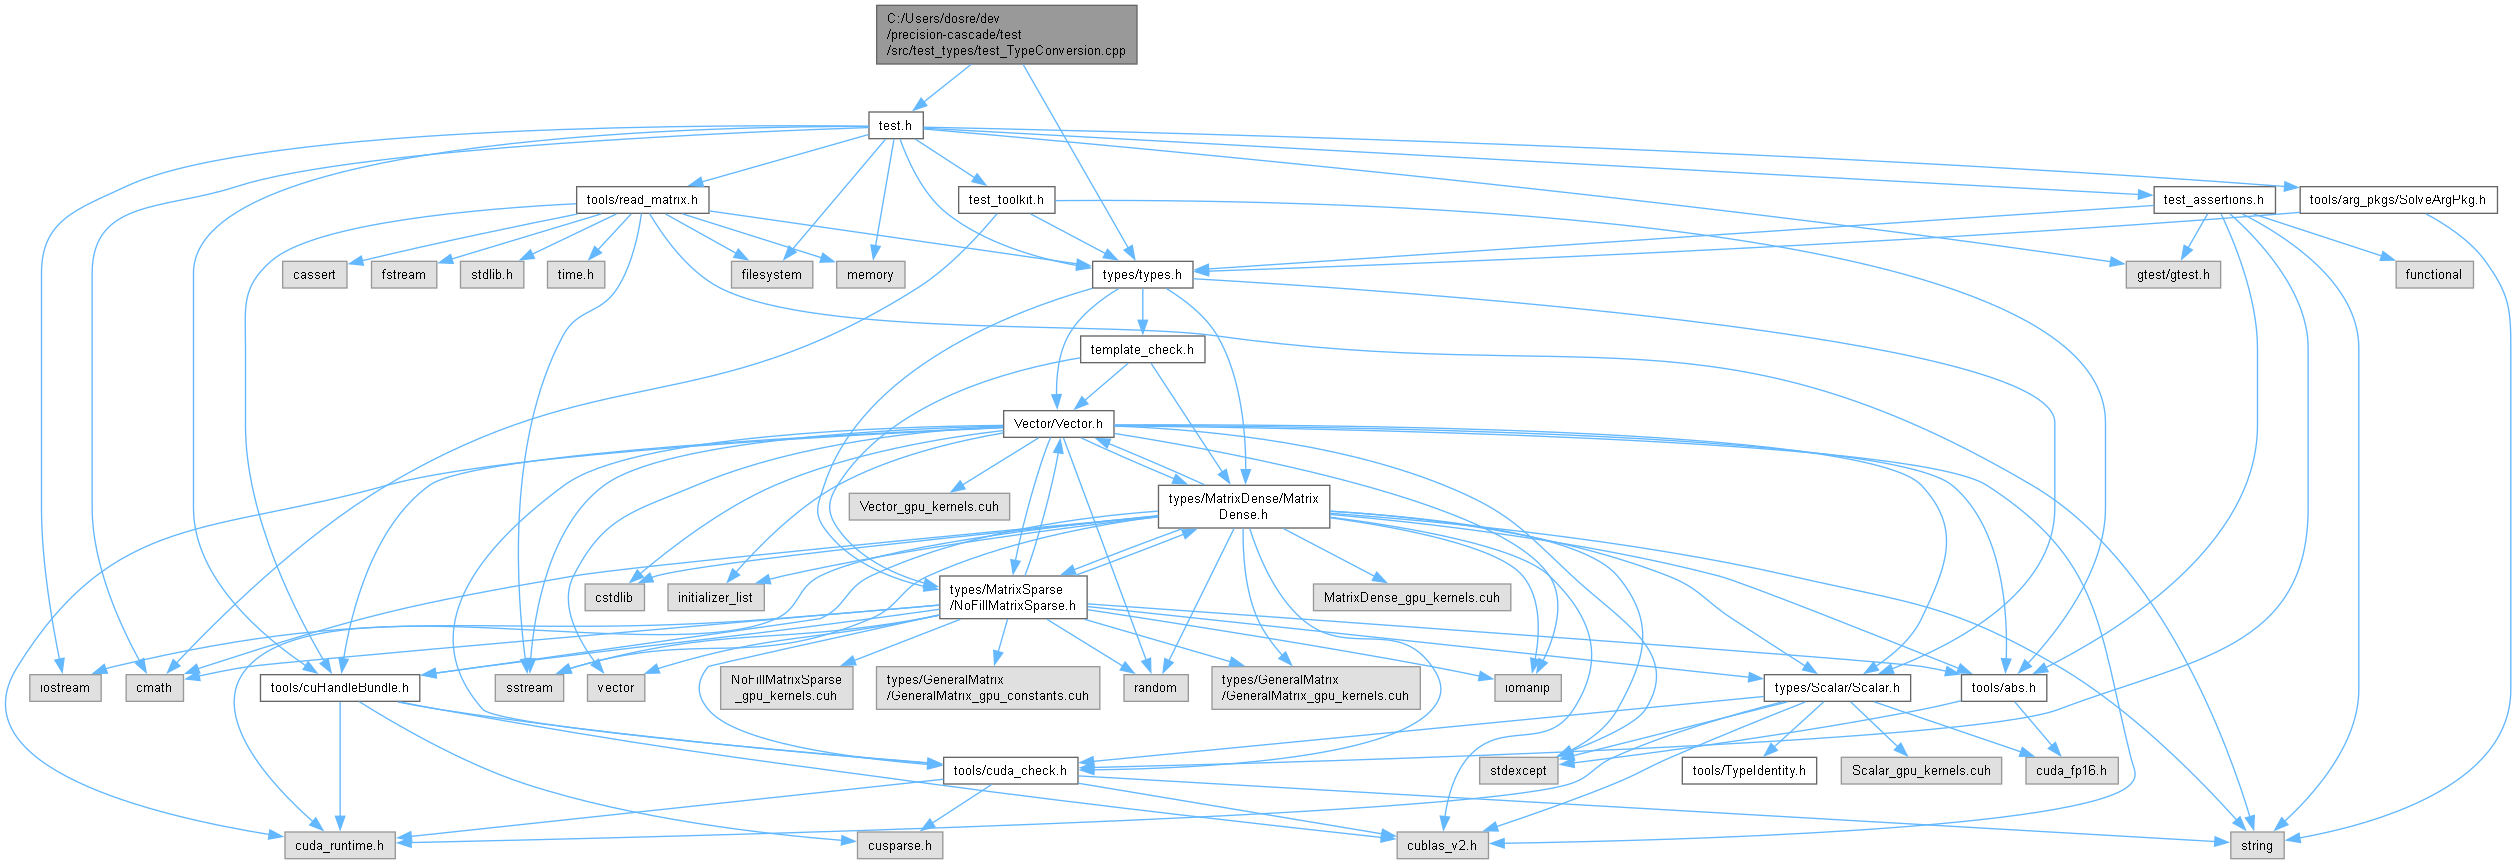 C:/Users/dosre/dev
/precision-cascade/test
/src/test_types/test_TypeConversion.cpp
test.h
tools/read_matrix.h
test_toolkit.h
test_assertions.h
tools/arg_pkgs/SolveArgPkg.h
cassert
fstream
stdlib.h
time.h
filesystem
memory
types/types.h
gtest/gtest.h
functional
template_check.h
Vector/Vector.h
Vector_gpu_kernels.cuh
types/MatrixDense/Matrix
Dense.h
cstdlib
initializer_list
types/MatrixSparse
/NoFillMatrixSparse.h
MatrixDense_gpu_kernels.cuh
iostream
cmath
tools/cuHandleBundle.h
sstream
vector
NoFillMatrixSparse
_gpu_kernels.cuh
types/GeneralMatrix
/GeneralMatrix_gpu_constants.cuh
random
types/GeneralMatrix
/GeneralMatrix_gpu_kernels.cuh
iomanip
types/Scalar/Scalar.h
tools/abs.h
tools/cuda_check.h
stdexcept
tools/TypeIdentity.h
Scalar_gpu_kernels.cuh
cuda_fp16.h
cuda_runtime.h
cusparse.h
cublas_v2.h
string